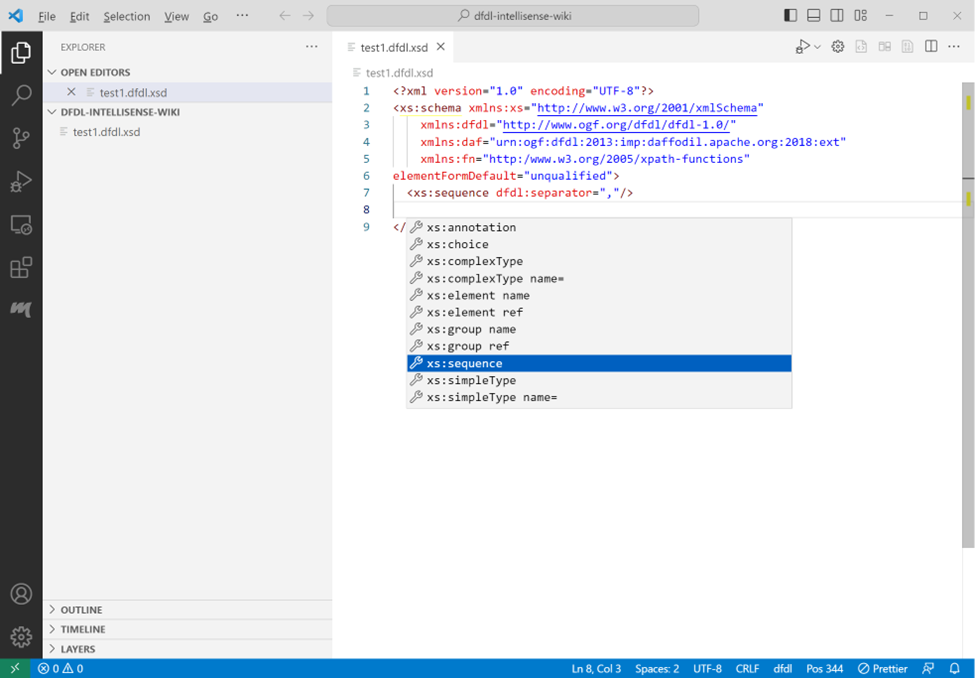 File Edit Selection View Go ··· dfdl-intellisense-wiki
EXPLORER ···
OPEN EDITORS
test1.dfdl.xsd
DFDL-INTELLISENSE-WIKI
test1.dfdl.xsd
OUTLINE
TIMELINE
LAYERS
test1.dfdl.xsd
test1.dfdl.xsd
1 <?xml version="1.0" encoding="UTF-8"?>
2 <xs:schema xmlns:xs="http://www.w3.org/2001/xmlSchema"
3 xmlns:dfdl="http://www.ogf.org/dfdl/dfdl-1.0/"
4 xmlns:daf="urn:ogf:dfdl:2013:imp:daffodil.apache.org:2018:ext"
5 xmlns:fn="http:/www.w3.org/2005/xpath-functions"
6 elementFormDefault="unqualified">
7 <xs:sequence dfdl:separator=","/>
8
9 </
xs:annotation
xs:choice
xs:complexType
xs:complexType name=
xs:element name
xs:element ref
xs:group name
xs:group ref
xs:sequence
xs:simpleType
xs:simpleType name=
0 0 Ln 8, Col 3 Spaces: 2 UTF-8 CRLF dfdl Pos 344 Prettier